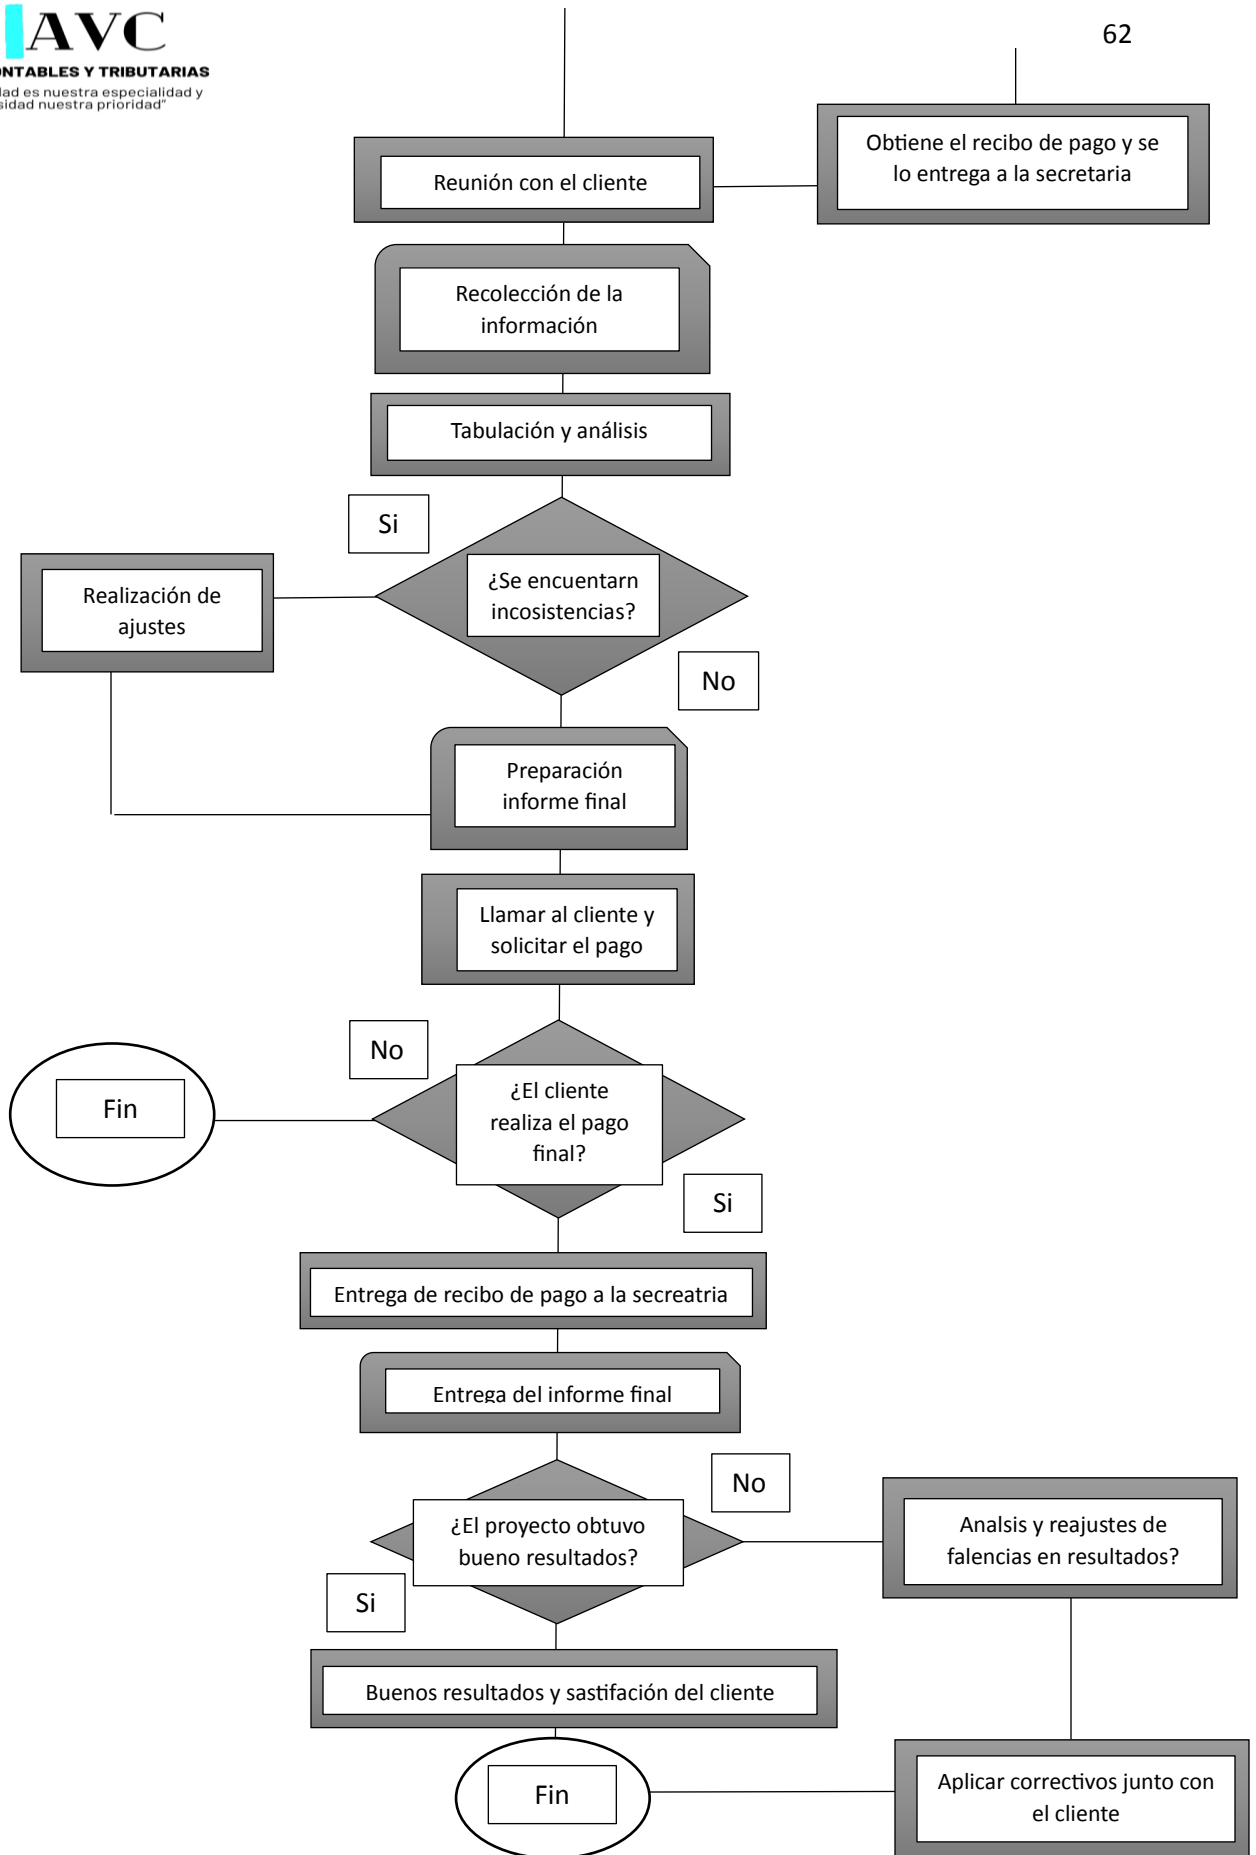 AVC
62
ONTABLES Y TRIBUTARIAS
dad es nuestra especialidad y
sidad nuestra prioridad"
Obtiene el recibo de pago y se
lo entrega a la secretaria
Reunión con el cliente
Recolección de la
información
Tabulación y análisis
Si
¿Se encuentarn
incosistencias?
Realización de
ajustes
No
Preparación
informe final
Llamar al cliente y
solicitar el pago
No
¿El cliente
realiza el pago
final?
Fin
Si
Entrega de recibo de pago a la secreatria
Entrega del informe final
No
¿El proyecto obtuvo
bueno resultados?
Analsis y reajustes de
falencias en resultados?
Si
Buenos resultados y sastifación del cliente
Fin
Aplicar correctivos junto con
el cliente